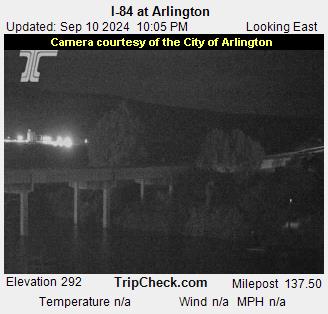 I-84 at Arlington
Updated: Sep 10 2024 10:05 PM Looking East
Camera courtesy of the City of Arlington
Elevation 292 TripCheck.com Milepost 137.50
Temperature n/a Wind n/a MPH n/a